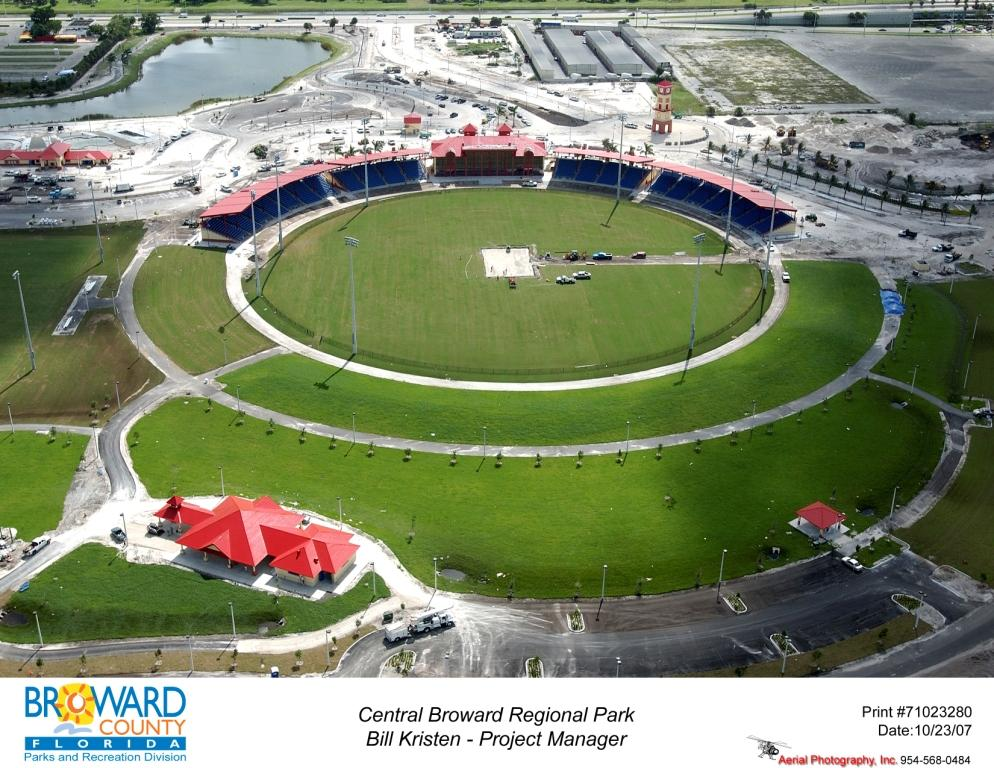 BROWARD
COUNTY
FLORIDA
Parks and Recreation Division
Central Broward Regional Park
Bill Kristen - Project Manager
Print #71023280
Date:10/23/07
Aerial Photography, Inc. 954-568-0484